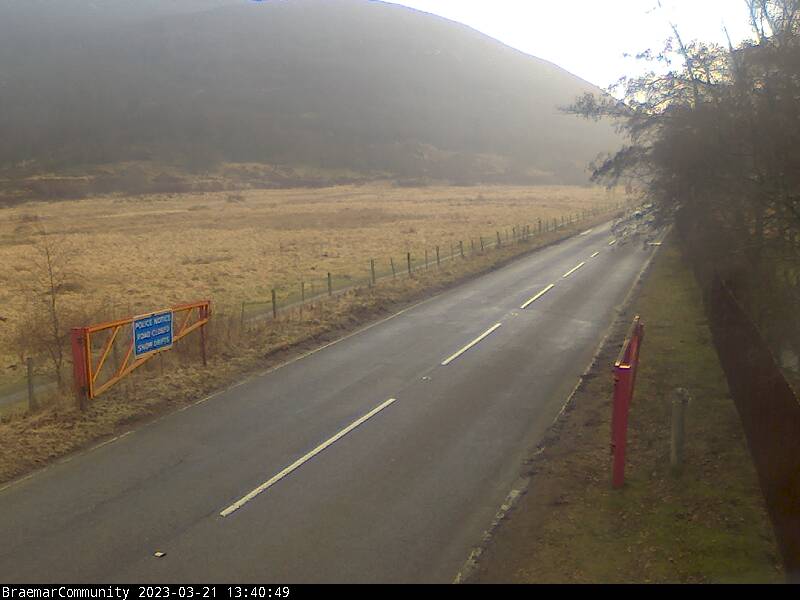 POLICE NOTICE
ROAD CLOSED
SNOW DRIFTS
BraemarCommunity 2023-03-21 13:40:49